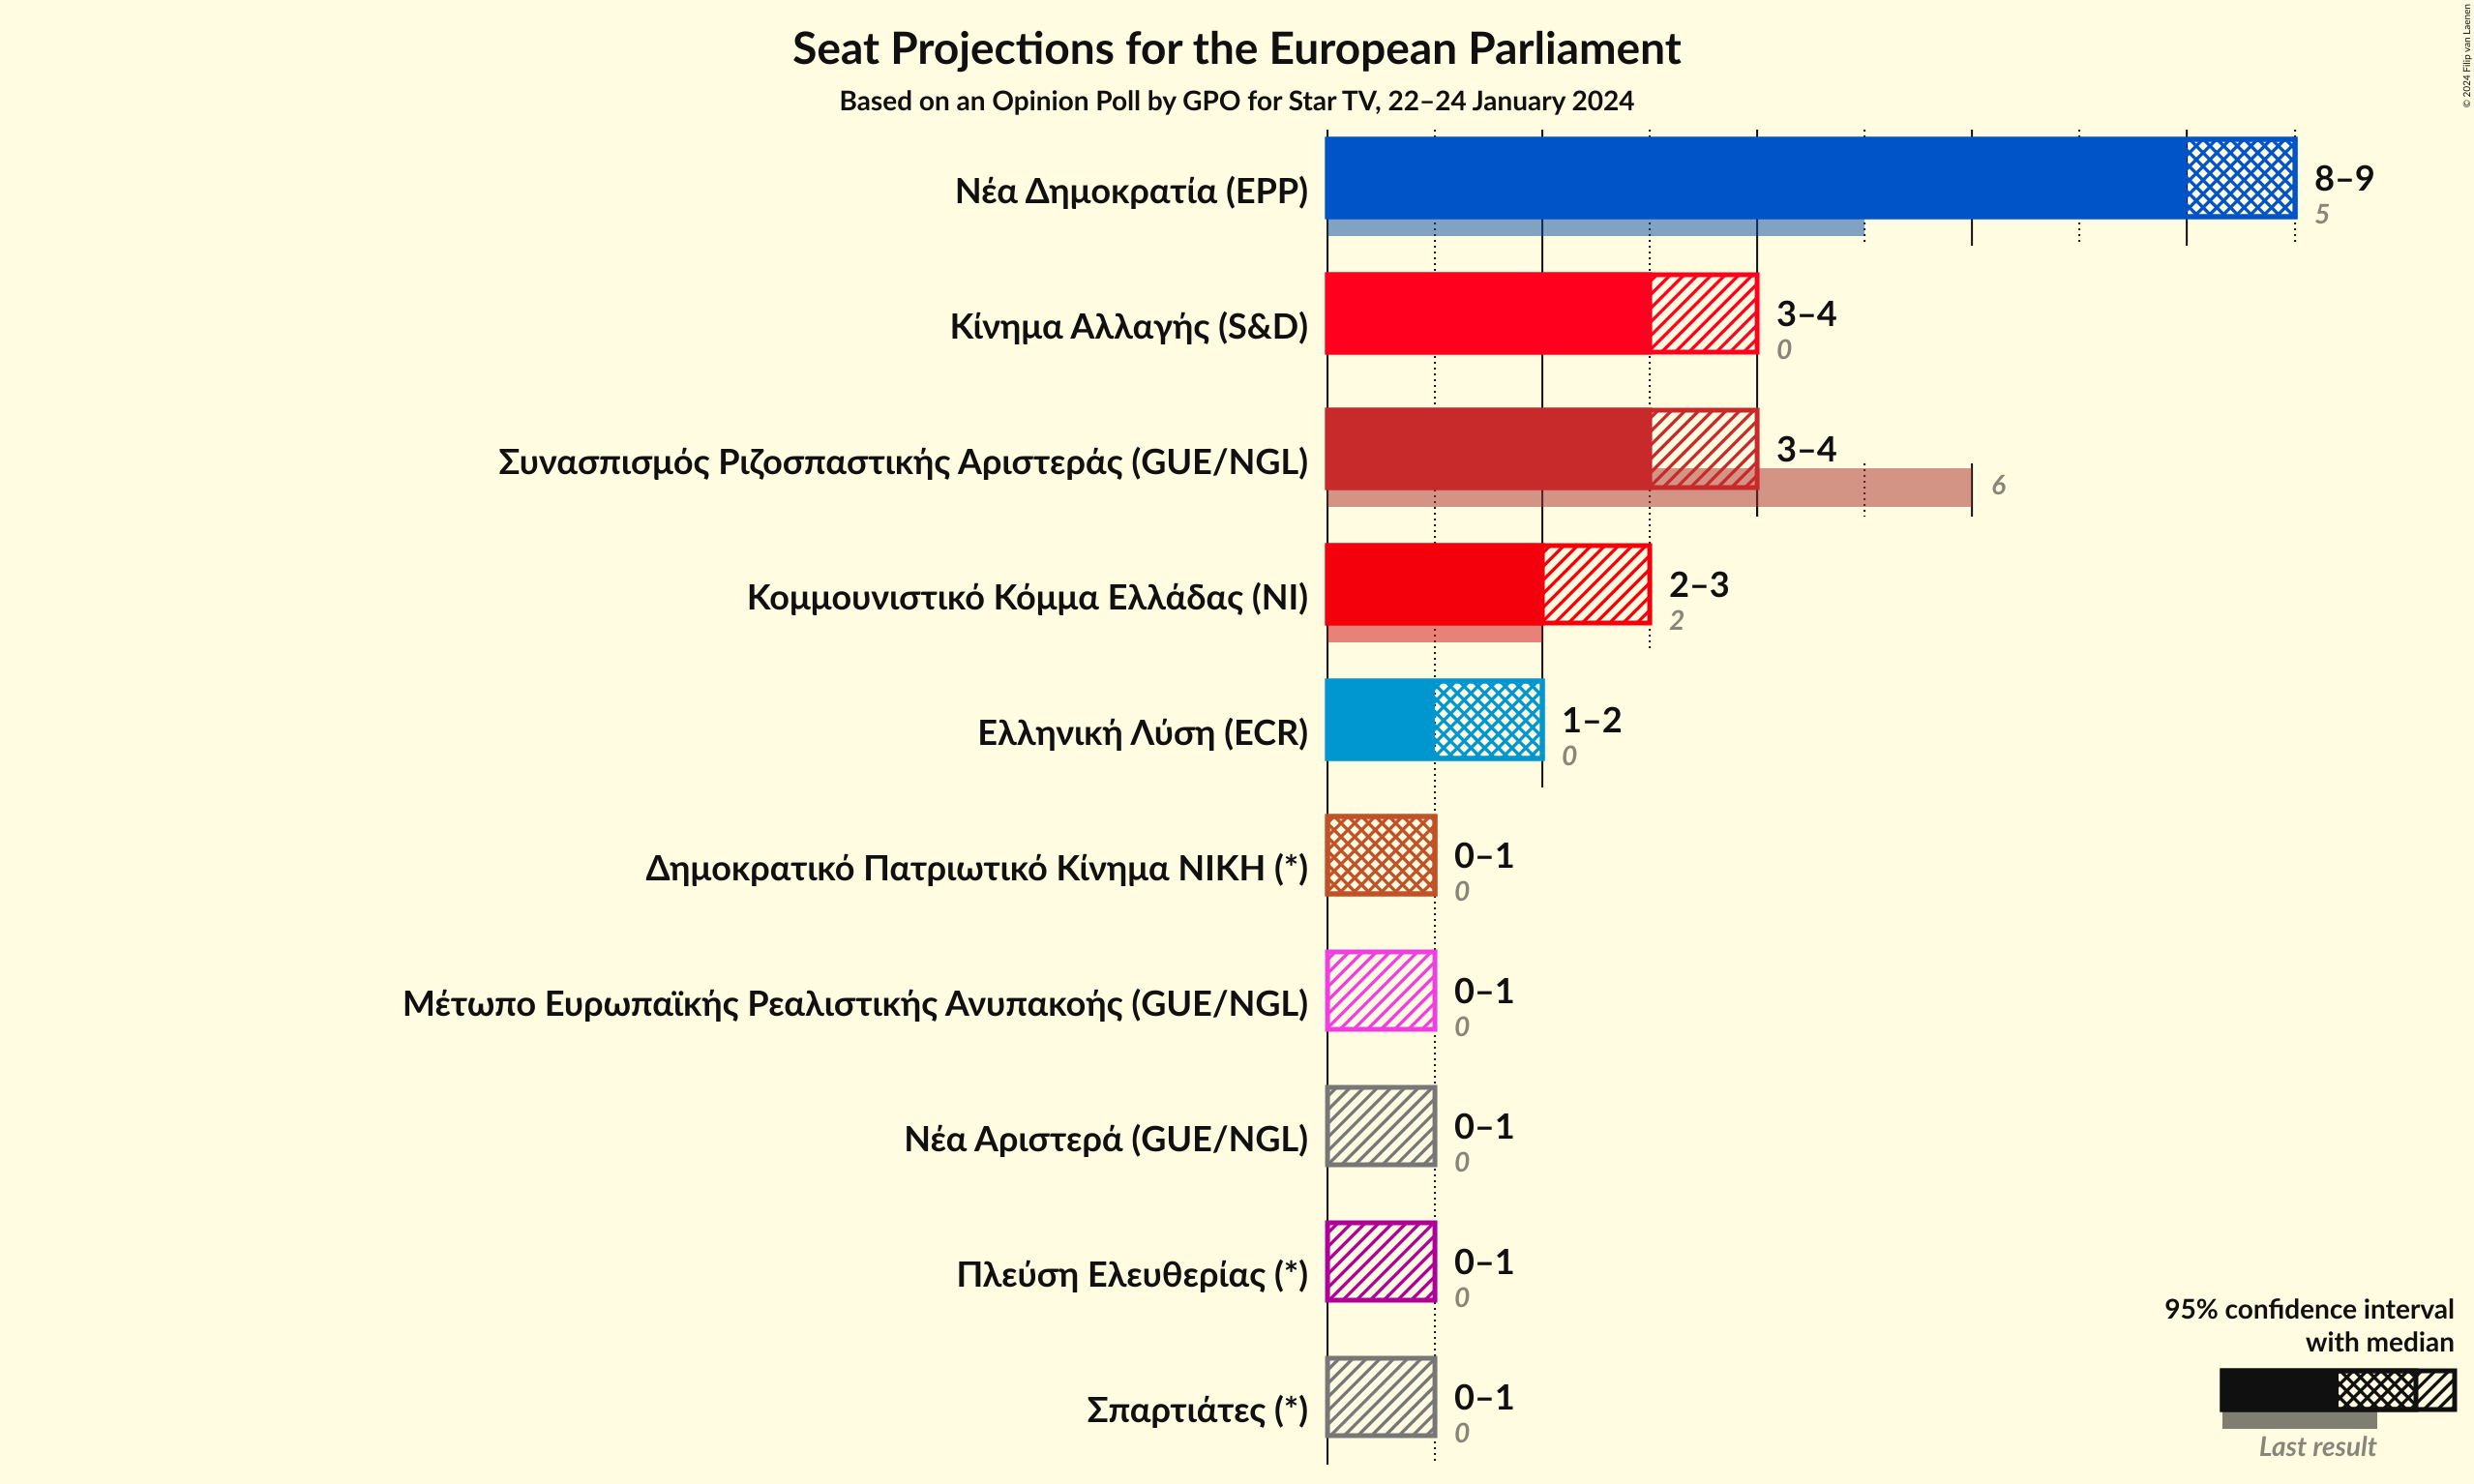 Seat Projections for the European Parliament
Based on an Opinion Poll by GPO for Star TV, 22–24 January 2024
© 2024 Filip van Laenen
Νέα Δημοκρατία (EPP)
8–9
5
Κίνημα Αλλαγής (S&D)
3–4
0
Συνασπισμός Ριζοσπαστικής Αριστεράς (GUE/NGL)
3–4
6
Κομμουνιστικό Κόμμα Ελλάδας (NI)
2–3
2
Ελληνική Λύση (ECR)
1–2
0
Δημοκρατικό Πατριωτικό Κίνημα ΝΙΚΗ (*)
0–1
0
Μέτωπο Ευρωπαϊκής Ρεαλιστικής Ανυπακοής (GUE/NGL)
0–1
0
Νέα Αριστερά (GUE/NGL)
0–1
0
Πλεύση Ελευθερίας (*)
0–1
0
Σπαρτιάτες (*)
0–1
0
95% confidence interval
with median
Last result